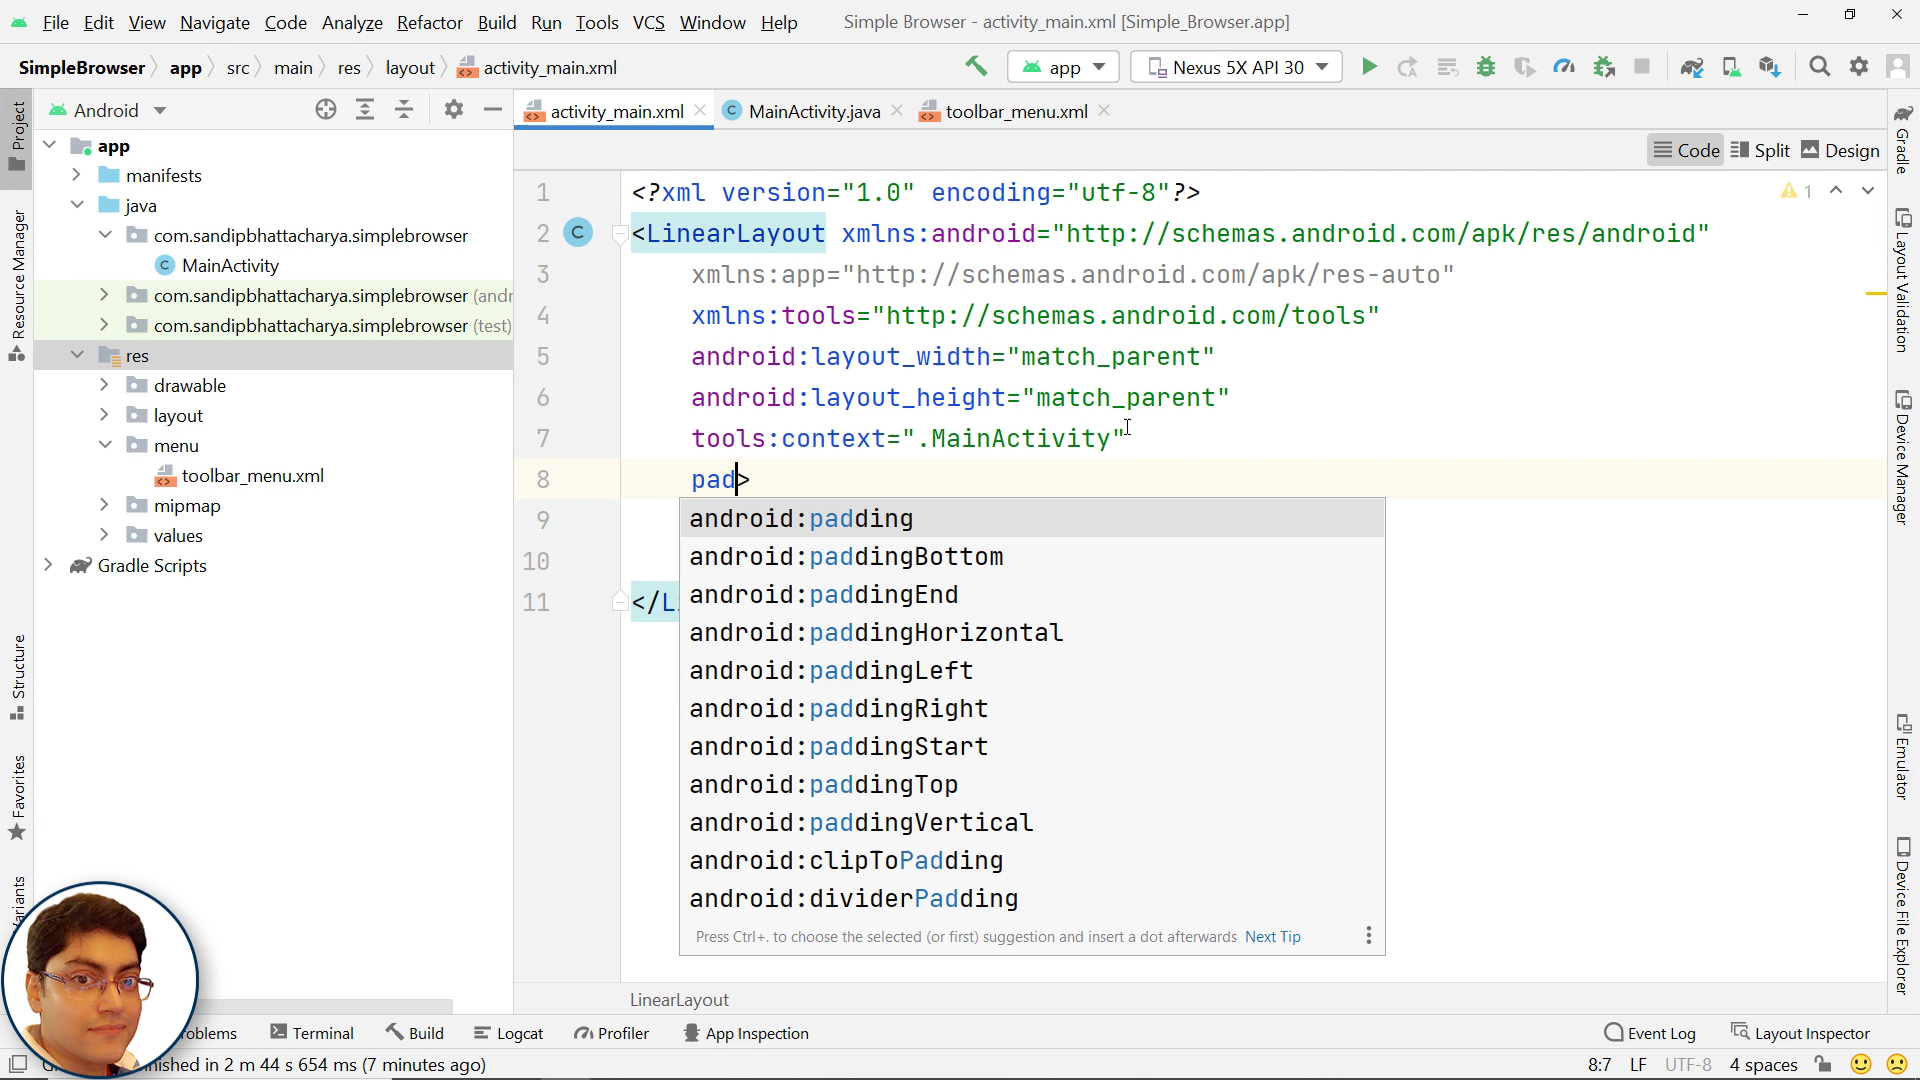 File Edit View Navigate Code Analyze Refactor Build Run Tools VCS Window Help Simple Browser - activity_main.xml [Simple_Browser.app]
SimpleBrowser app src main res layout activity_main.xml app Nexus 5X API 30
Android activity_main.xml MainActivity.java toolbar_menu.xml
Code Split Design
Project
Resource Manager
Structure
Favorites
app
manifests
java
com.sandipbhattacharya.simplebrowser
MainActivity
com.sandipbhattacharya.simplebrowser (andr
com.sandipbhattacharya.simplebrowser (test)
res
drawable
layout
menu
toolbar_menu.xml
mipmap
values
Gradle Scripts
1 <?xml version="1.0" encoding="utf-8"?> 1
2 C <LinearLayout xmlns:android="http://schemas.android.com/apk/res/android"
3 xmlns:app="http://schemas.android.com/apk/res-auto"
4 xmlns:tools="http://schemas.android.com/tools"
5 android:layout_width="match_parent"
6 android:layout_height="match_parent"
7 tools:context=".MainActivity"
8 pad>
9
10
11 </Li
android:padding
android:paddingBottom
android:paddingEnd
android:paddingHorizontal
android:paddingLeft
android:paddingRight
android:paddingStart
android:paddingTop
android:paddingVertical
android:clipToPadding
android:dividerPadding
Press Ctrl+. to choose the selected (or first) suggestion and insert a dot afterwards Next Tip
LinearLayout
Gradle
Layout Validation
Device Manager
Emulator
Device File Explorer
oblems Terminal Build Logcat Profiler App Inspection Event Log Layout Inspector
nished in 2 m 44 s 654 ms (7 minutes ago) 8:7 LF UTF-8 4 spaces